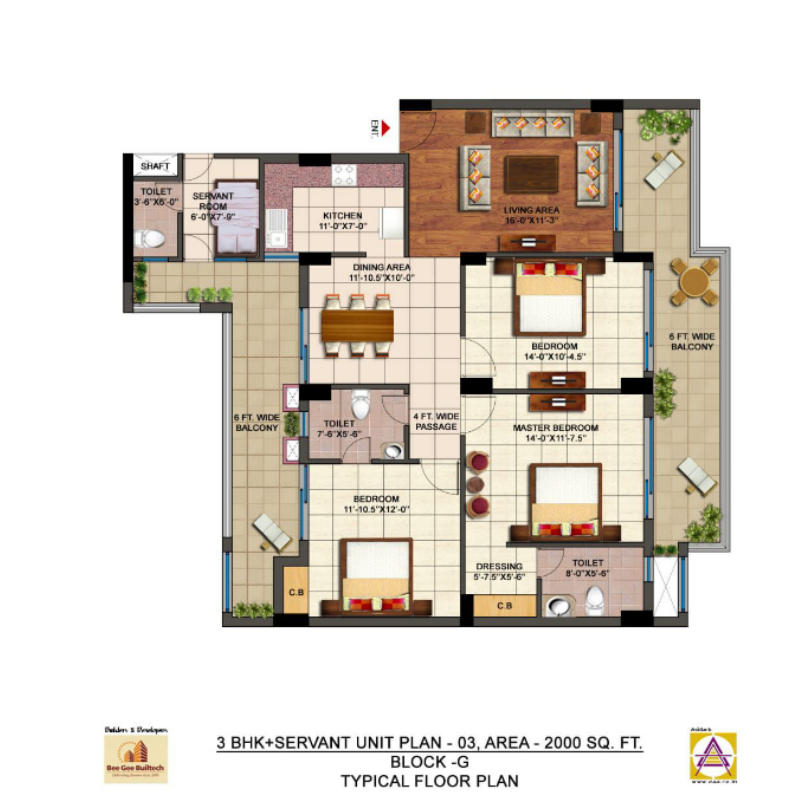 ENT.
SHAFT
TOILET
3'-6"X6'-0"
SERVANT
ROOM
6'-0"X7'-9"
KITCHEN
11'-0"X7'-0"
LIVING AREA
16'-0"X11'-3"
DINING AREA
11'-10.5"X10'-0"
6 FT. WIDE
BALCONY
BEDROOM
14'-0"X10'-4.5"
6 FT. WIDE
BALCONY
TOILET
7'-6"X5'-6"
4 FT. WIDE
PASSAGE
MASTER BEDROOM
14'-0"X11'-7.5"
BEDROOM
11'-10.5"X12'-0"
DRESSING
5'-7.5"X5'-6"
TOILET
8'-0"X5'-6"
C.B
C.B
Builders & Developers
Bee Gee Builtech
3 BHK+SERVANT UNIT PLAN - 03, AREA - 2000 SQ. FT.
BLOCK -G
TYPICAL FLOOR PLAN